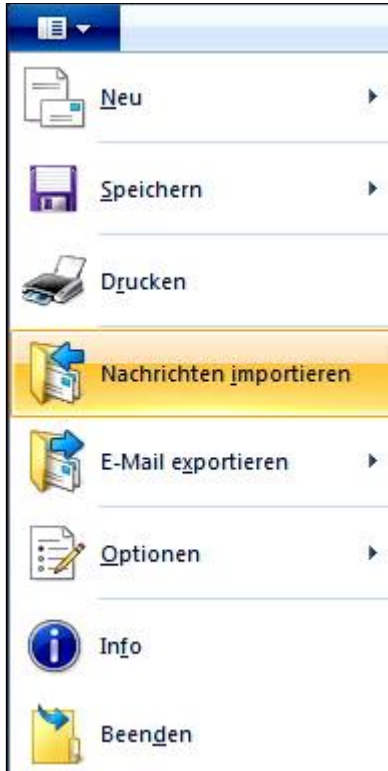 Neu
Speichern
Drucken
Nachrichten importieren
E-Mail exportieren
Optionen
Info
Beenden